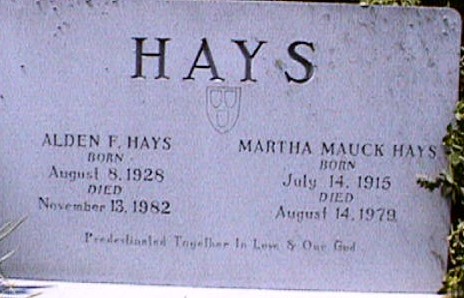 HAYS
ALDEN F. HAYS
BORN
August 8, 1928
DIED
November 13, 1982
MARTHA MAUCK HAYS
BORN
July 14, 1915
DIED
August 14, 1979
Predestinated Together In Love & Our God